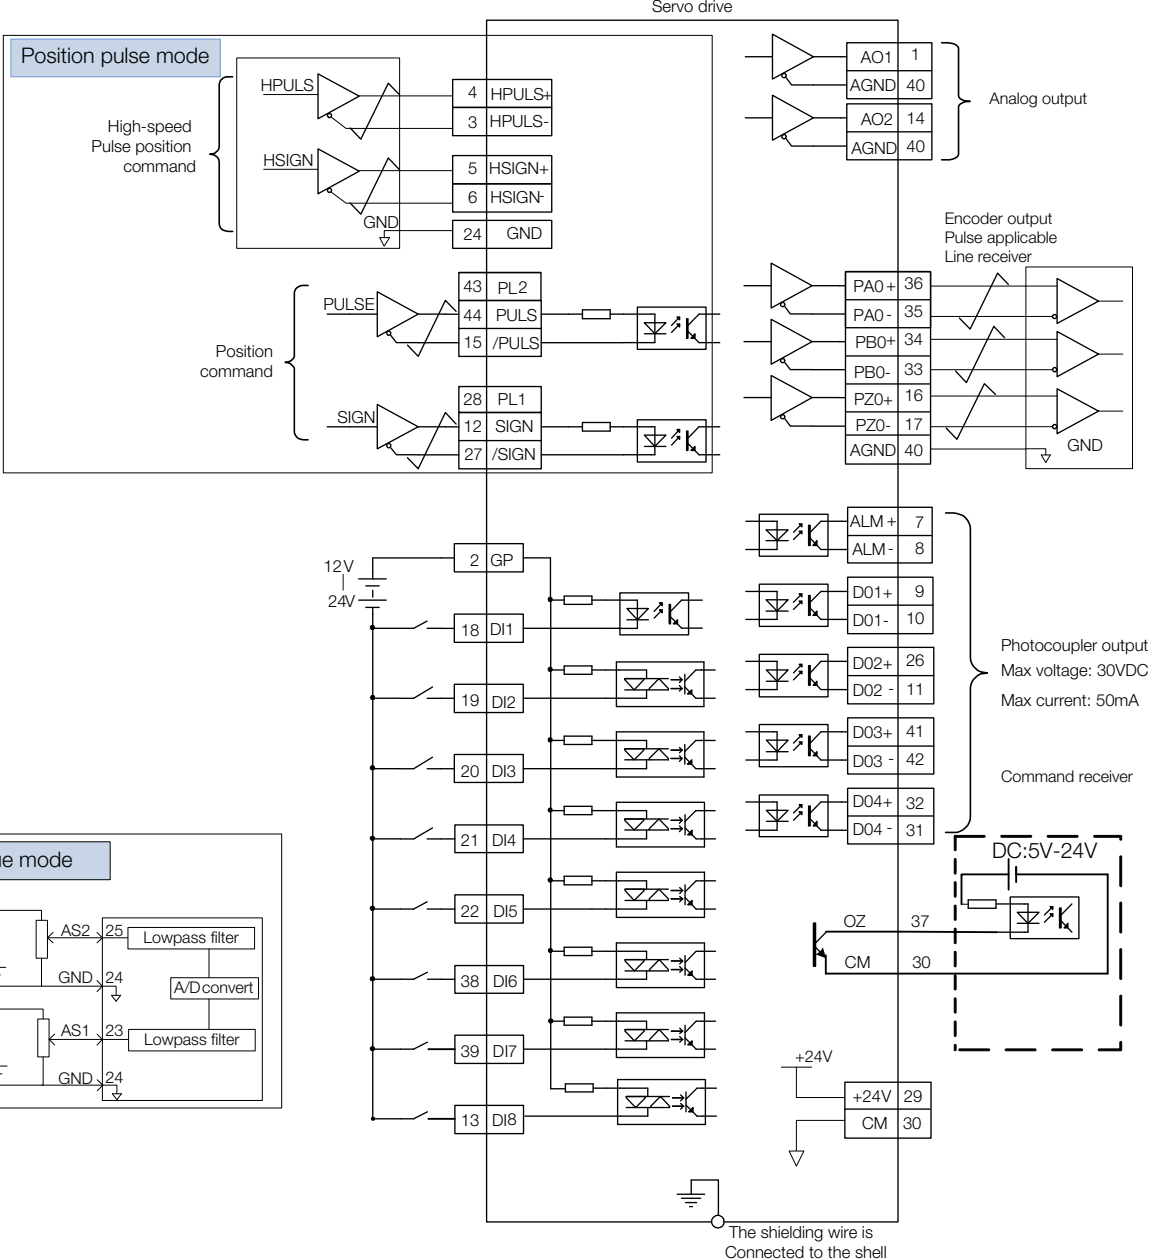 Servo drive
Position pulse mode
HPULS
High-speed
Pulse position
command
HSIGN
GND
4 HPULS+
3 HPULS-
5 HSIGN+
6 HSIGN-
24 GND
PULSE
Position
command
SIGN
43 PL2
44 PULS
15 /PULS
28 PL1
12 SIGN
27 /SIGN
12V
24V
2 GP
18 DI1
19 DI2
20 DI3
21 DI4
22 DI5
38 DI6
39 DI7
13 DI8
ue mode
AS2 25
Lowpass filter
GND 24
A/D convert
AS1 23
Lowpass filter
GND 24
AO1 1
AGND 40
AO2 14
AGND 40
Analog output
Encoder output
Pulse applicable
Line receiver
PA0+ 36
PA0- 35
PB0+ 34
PB0- 33
PZ0+ 16
PZ0- 17
AGND 40
GND
ALM+ 7
ALM- 8
D01+ 9
D01- 10
D02+ 26
D02 - 11
D03+ 41
D03 - 42
D04+ 32
D04 - 31
Photocoupler output
Max voltage: 30VDC
Max current: 50mA
Command receiver
DC:5V-24V
OZ 37
CM 30
+24V
+24V 29
CM 30
The shielding wire is
Connected to the shell